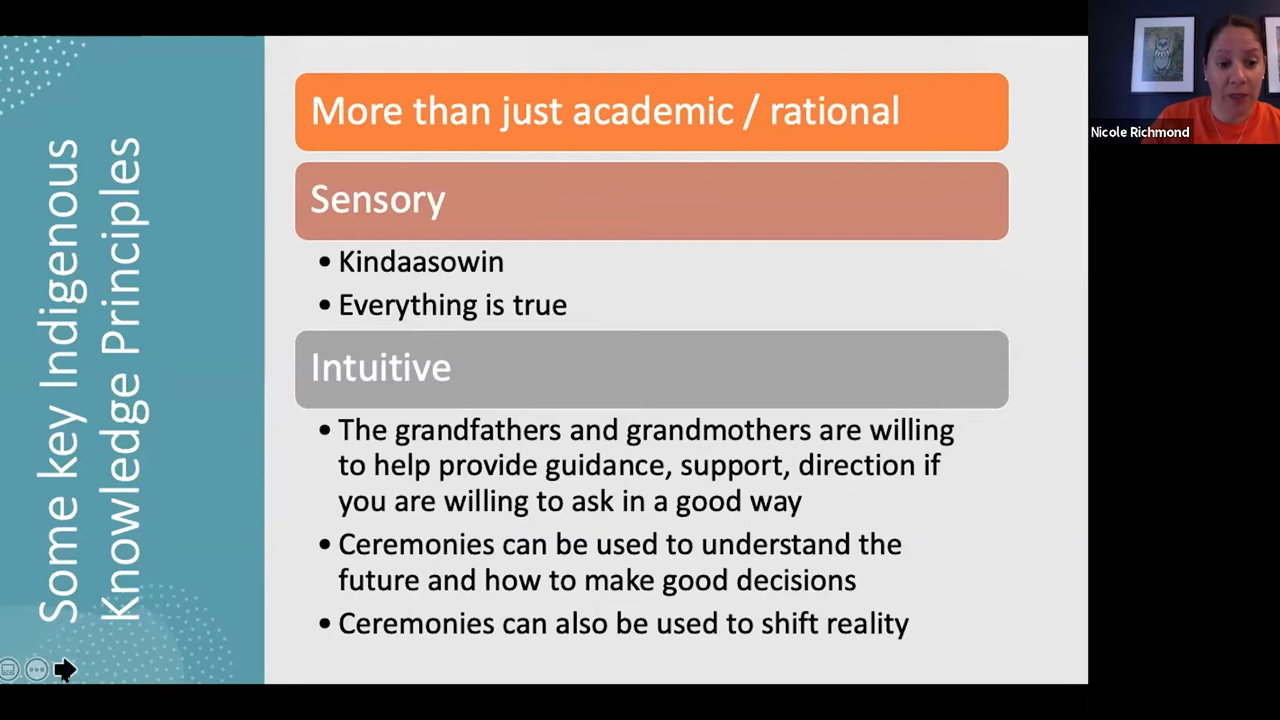 Some key Indigenous
Knowledge Principles
More than just academic / rational
Sensory
• Kindaasowin
• Everything is true
Intuitive
• The grandfathers and grandmothers are willing
to help provide guidance, support, direction if
you are willing to ask in a good way
• Ceremonies can be used to understand the
future and how to make good decisions
• Ceremonies can also be used to shift reality
Nicole Richmond